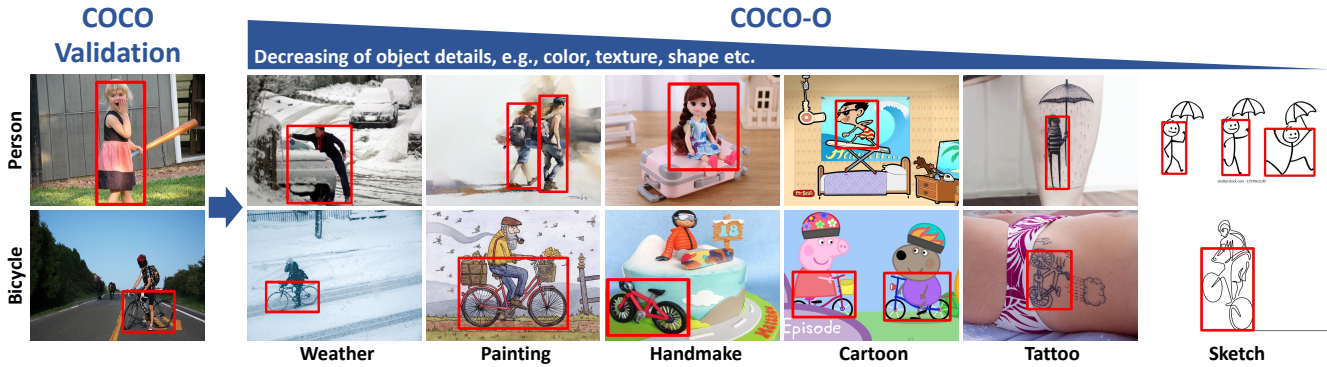 COCO
Validation
COCO-O
Decreasing of object details, e.g., color, texture, shape etc.
Person
Bicycle
18
Episode
Weather
Painting
Handmake
Cartoon
Tattoo
Sketch